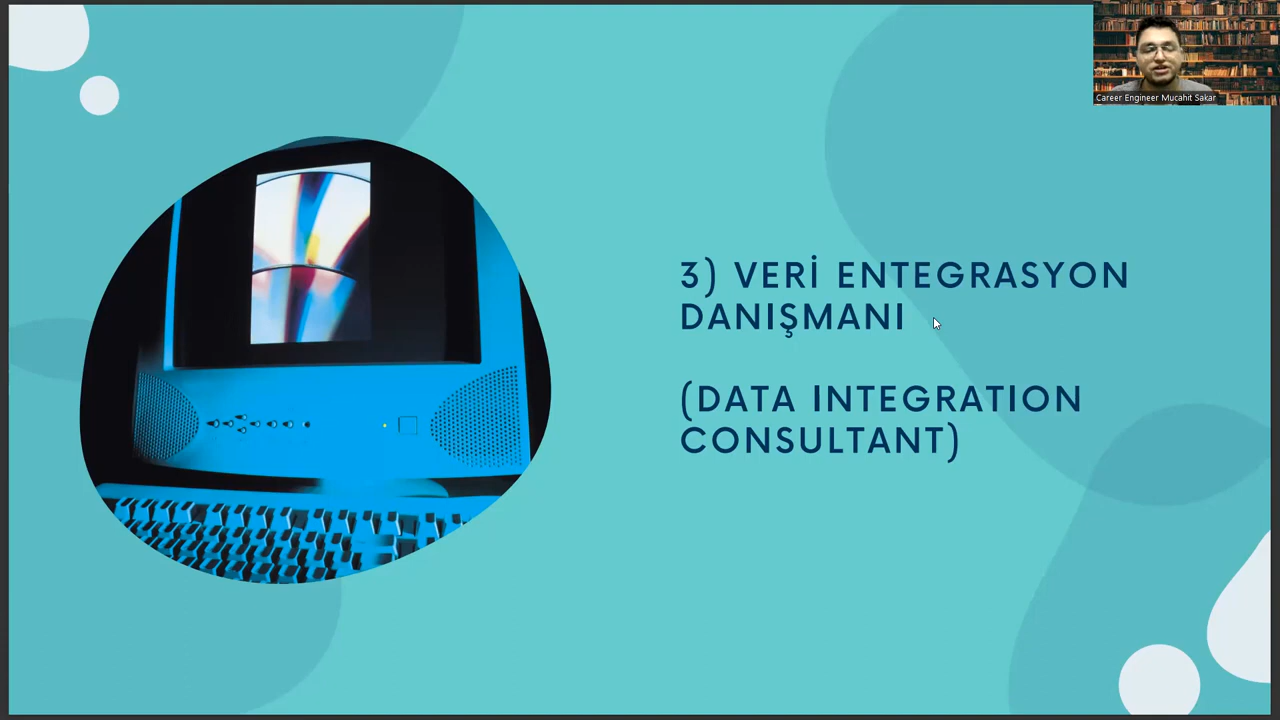 Career Engineer Mucahit Sakar
3) VERİ ENTEGRASYON
DANIŞMANI
(DATA INTEGRATION
CONSULTANT)